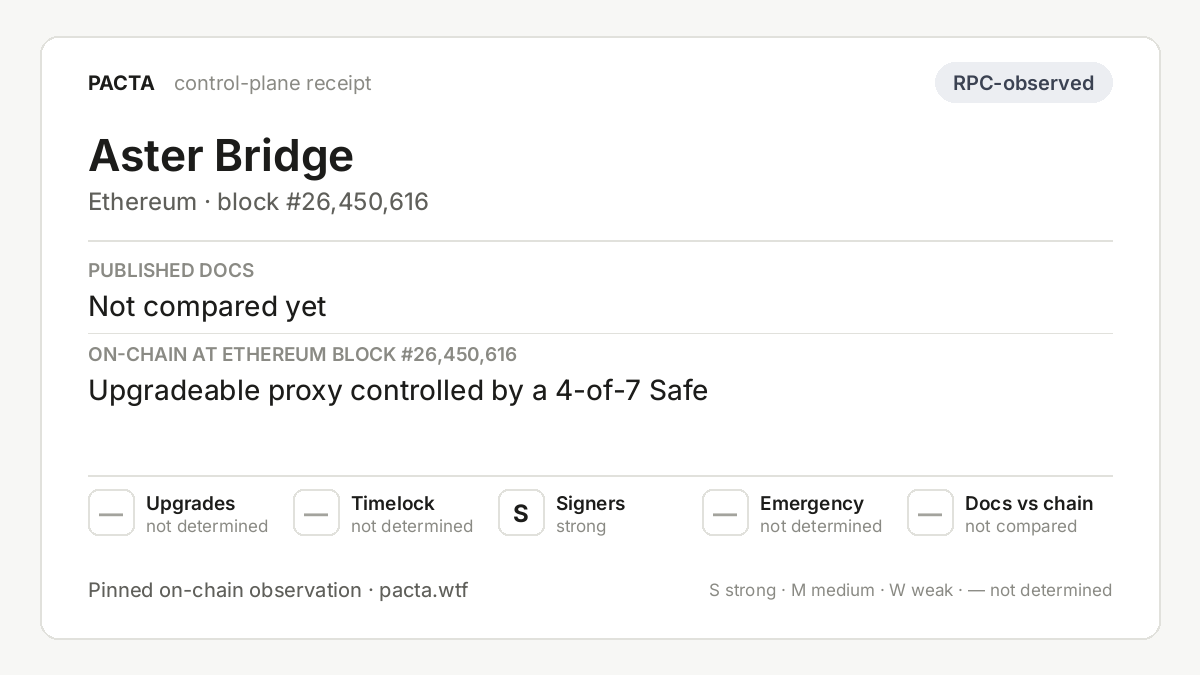 PACTA control-plane receipt
RPC-observed
Aster Bridge
Ethereum · block #26,450,616
PUBLISHED DOCS
Not compared yet
ON-CHAIN AT ETHEREUM BLOCK #26,450,616
Upgradeable proxy controlled by a 4-of-7 Safe
— Upgrades
not determined
— Timelock
not determined
S Signers
strong
— Emergency
not determined
— Docs vs chain
not compared
Pinned on-chain observation · pacta.wtf
S strong · M medium · W weak · — not determined